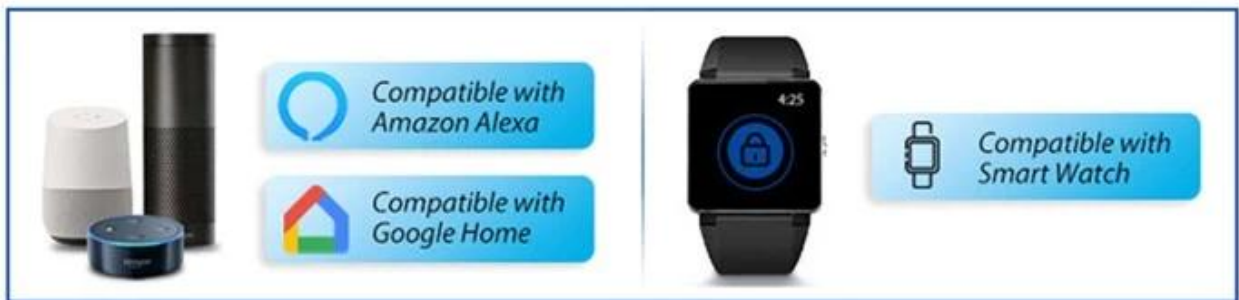 Compatible with
Amazon Alexa
Compatible with
Google Home
4:25
Compatible with
Smart Watch